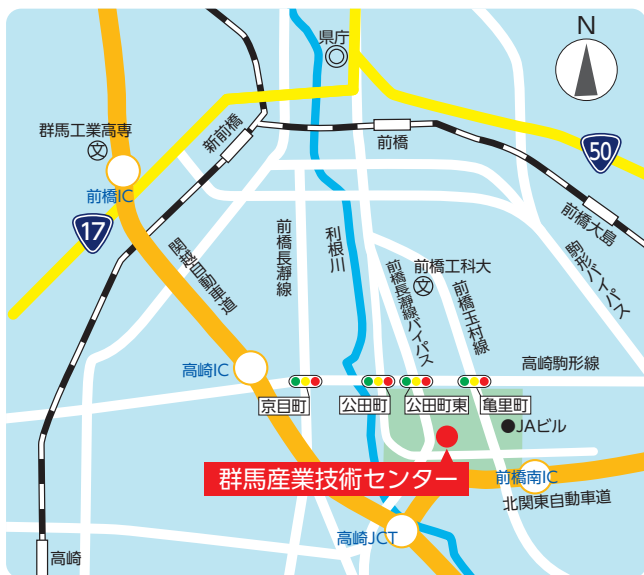 県庁
N
群馬工業高専
文
新前橋
前橋
50
前橋IC
17
前橋大島
関越自動車道
前橋長瀞線
利根川
前橋工科大
文
駒形バイパス
前橋長瀞線バイパス
前橋玉村線
高崎IC
高崎駒形線
京目町
公田町
公田町東
亀里町
JAビル
群馬産業技術センター
前橋南IC
北関東自動車道
高崎JCT
高崎